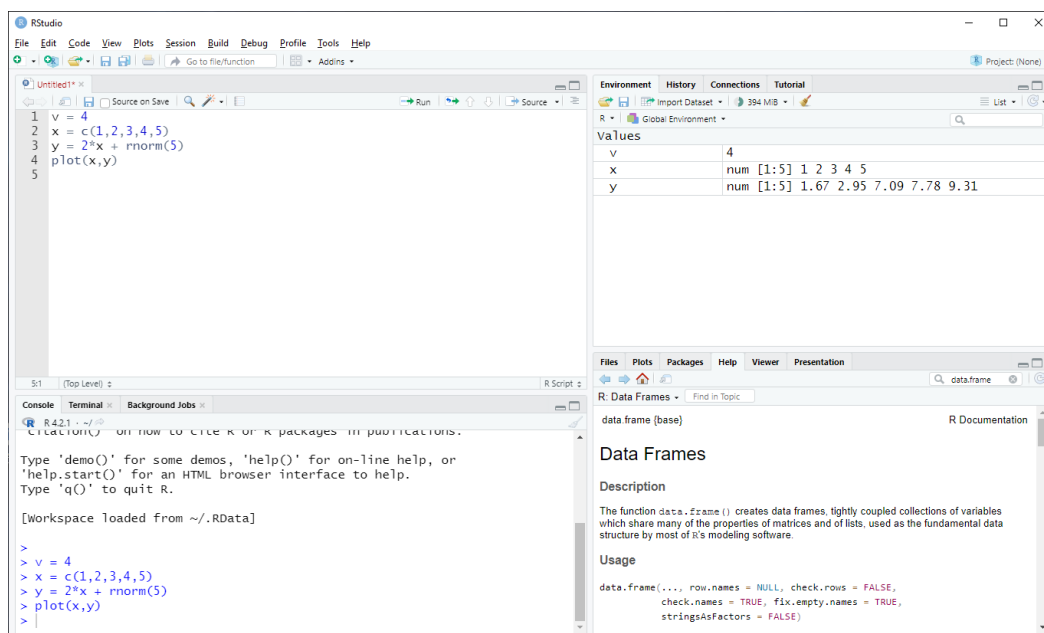 RStudio
File Edit Code View Plots Session Build Debug Profile Tools Help
Go to file/function Addins Project: (None)
Untitled1*
Source on Save Run Source
1 v = 4
2 x = c(1,2,3,4,5)
3 y = 2*x + rnorm(5)
4 plot(x,y)
5
5:1 (Top Level) R Script
Console Terminal Background Jobs
R 4.2.1 · ~/
'citation()' on how to cite R or R packages in publications.
Type 'demo()' for some demos, 'help()' for on-line help, or
'help.start()' for an HTML browser interface to help.
Type 'q()' to quit R.
[Workspace loaded from ~/.RData]
>
> v = 4
> x = c(1,2,3,4,5)
> y = 2*x + rnorm(5)
> plot(x,y)
>
Environment History Connections Tutorial
Import Dataset 394 MiB List
R Global Environment
Values
v 4
x num [1:5] 1 2 3 4 5
y num [1:5] 1.67 2.95 7.09 7.78 9.31
Files Plots Packages Help Viewer Presentation
data.frame
R: Data Frames Find in Topic
data.frame {base} R Documentation
Data Frames
Description
The function data.frame() creates data frames, tightly coupled collections of variables
which share many of the properties of matrices and of lists, used as the fundamental data
structure by most of R's modeling software.
Usage
data.frame(..., row.names = NULL, check.rows = FALSE,
check.names = TRUE, fix.empty.names = TRUE,
stringsAsFactors = FALSE)